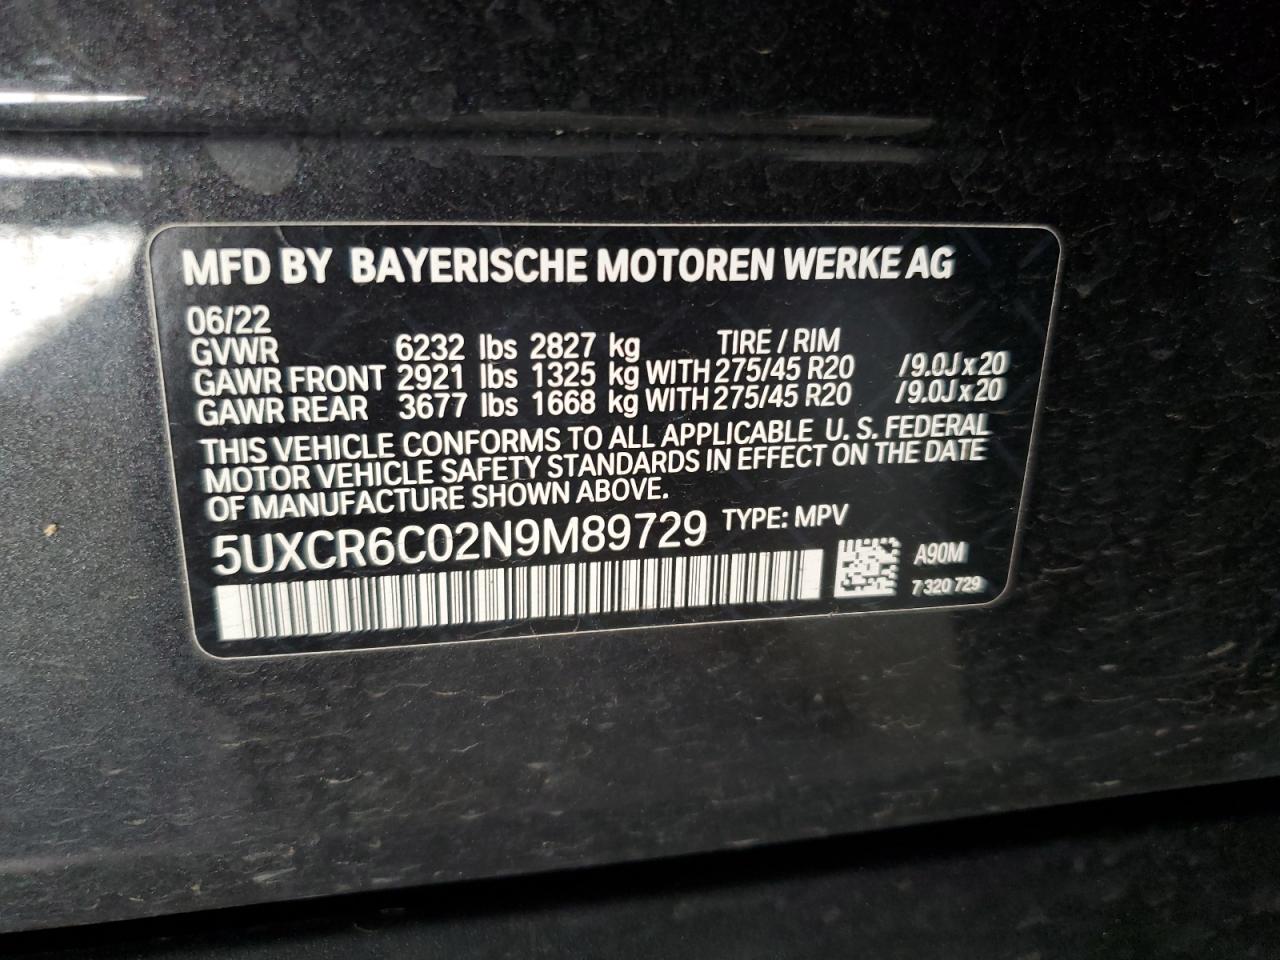 MFD BY BAYERISCHE MOTOREN WERKE AG
06/22
GVWR 6232 lbs 2827 kg TIRE / RIM
GAWR FRONT 2921 lbs 1325 kg WITH 275/45 R20 /9.0J x 20
GAWR REAR 3677 lbs 1668 kg WITH 275/45 R20 /9.0J x 20
THIS VEHICLE CONFORMS TO ALL APPLICABLE U. S. FEDERAL
MOTOR VEHICLE SAFETY STANDARDS IN EFFECT ON THE DATE
OF MANUFACTURE SHOWN ABOVE.
5UXCR6C02N9M89729 TYPE: MPV
A90M
7 320 729